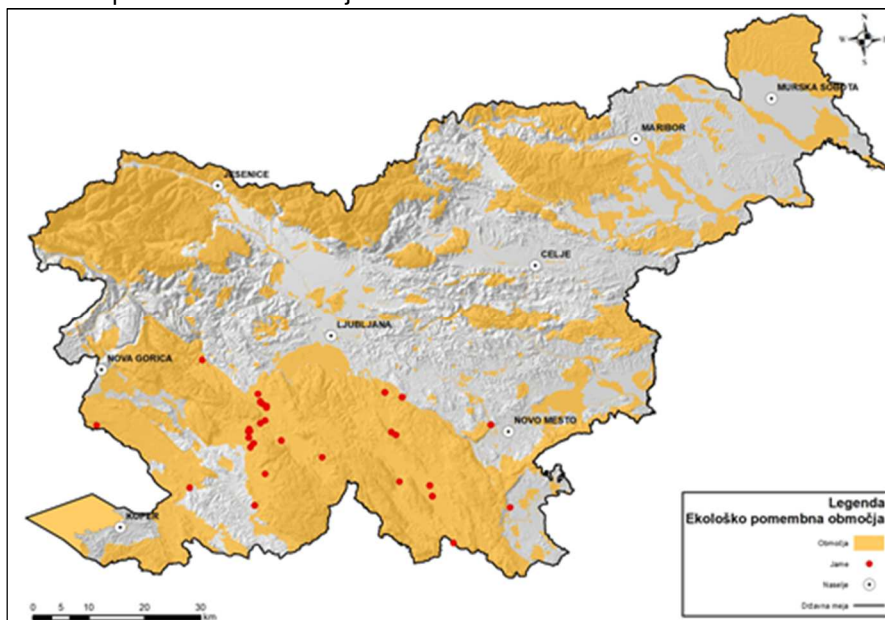 N
W
S
MURSKA SOBOTA
MARIBOR
JESENICE
CELJE
LJUBLJANA
NOVA GORICA
NOVO MESTO
KOPER
Legenda
Ekološko pomembna območja
Območja
Jame
Naselje
Državna meja
0 5 10 20 30
km